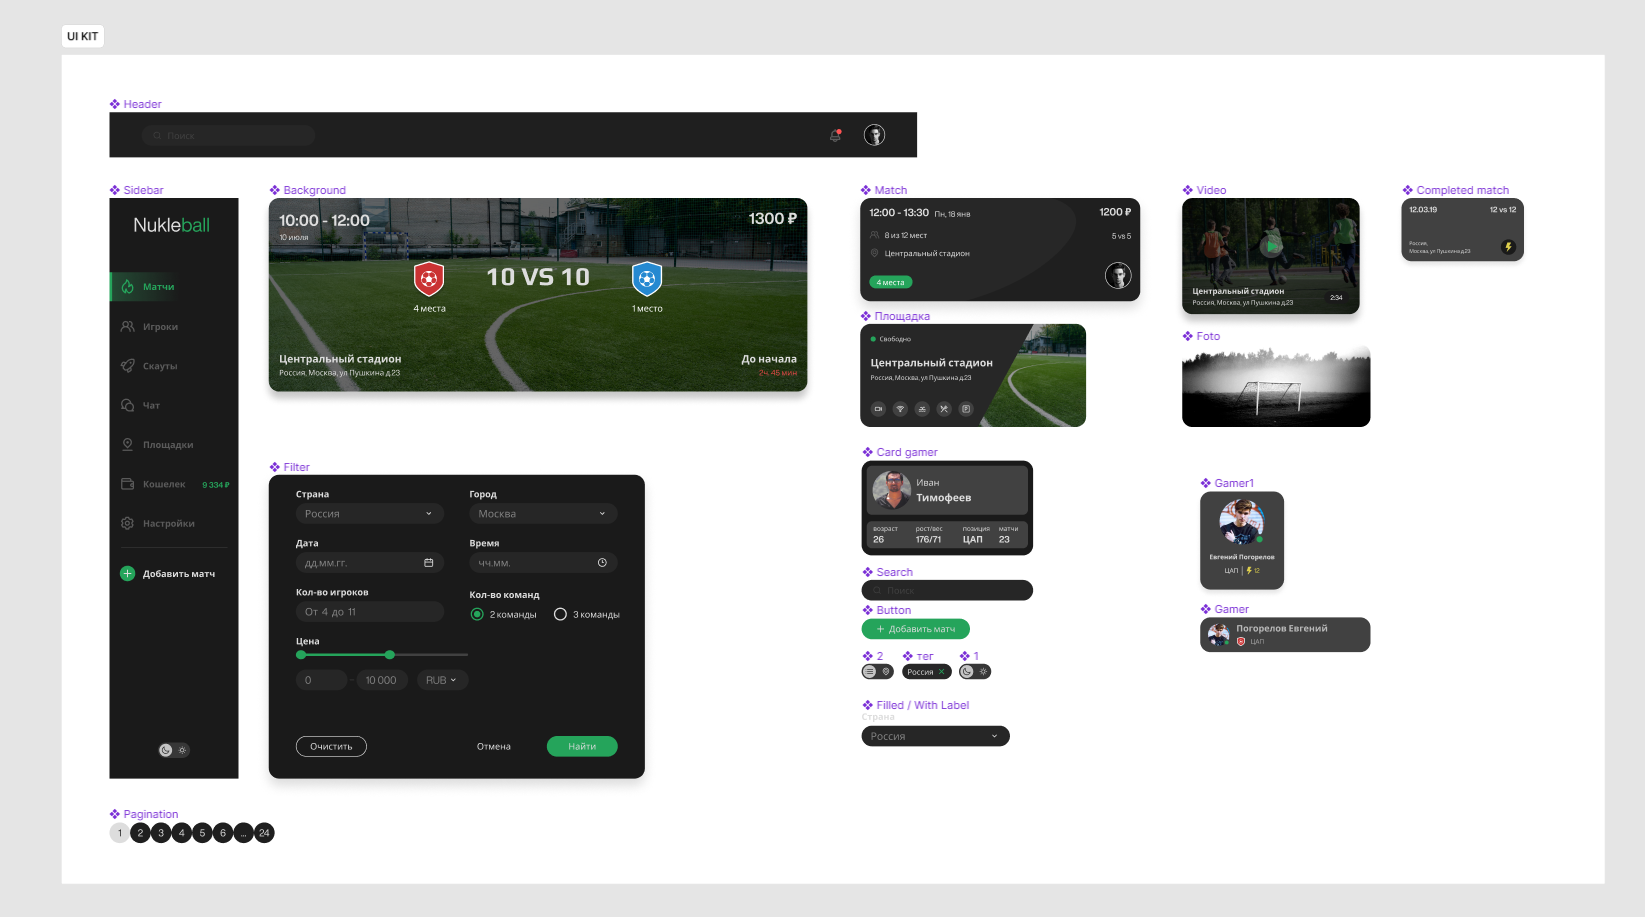 UI KIT
Header
Поиск
Sidebar
Nukleball
Матчи
Игроки
Скауты
Чат
Площадки
Кошелек 9 334 ₽
Настройки
Добавить матч
Background
10:00 - 12:00
1300 ₽
10 июля
10 VS 10
4 места
1 место
Центральный стадион
До начала
Россия, Москва, ул Пушкина д.23
2ч. 45 мин
Filter
Страна
Город
Россия
Москва
Дата
Время
дд.мм.гг.
чч.мм.
Кол-во игроков
Кол-во команд
От 4 до 11
2 команды
3 команды
Цена
0 - 10 000 RUB
Очистить
Отмена
Найти
Pagination
1 2 3 4 5 6 ... 24
Match
12:00 - 13:30 Пн, 18 янв
1200 ₽
8 из 12 мест
5 vs 5
Центральный стадион
4 места
Площадка
Свободно
Центральный стадион
Россия, Москва, ул Пушкина д.23
Card gamer
Иван
Тимофеев
возраст рост/вес позиция матчи
26 176/71 ЦАП 23
Search
Поиск
Button
+ Добавить матч
2
тег
1
Россия
Filled / With Label
Страна
Россия
Video
Центральный стадион
Россия, Москва, ул Пушкина д.23
2:34
Foto
Completed match
12.03.19
12 vs 12
Россия,
Москва, ул Пушкина д.23
Gamer1
Евгений Погорелов
ЦАП | 12
Gamer
Погорелов Евгений
ЦАП